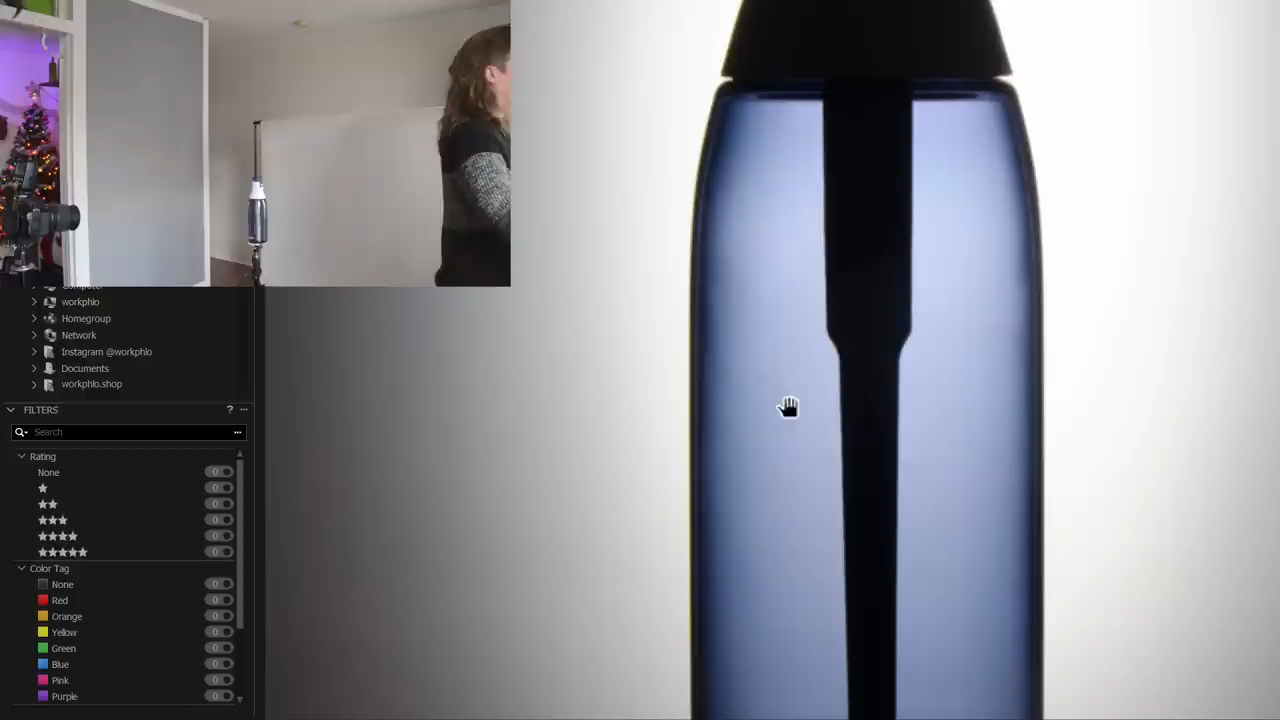 workphlo
Homegroup
Network
Instagram @workphlo
Documents
workphlo.shop
FILTERS ? ...
Search ...
Rating
None 0
0
0
0
0
0
Color Tag
None 0
Red 0
Orange 0
Yellow 0
Green 0
Blue 0
Pink 0
Purple 0